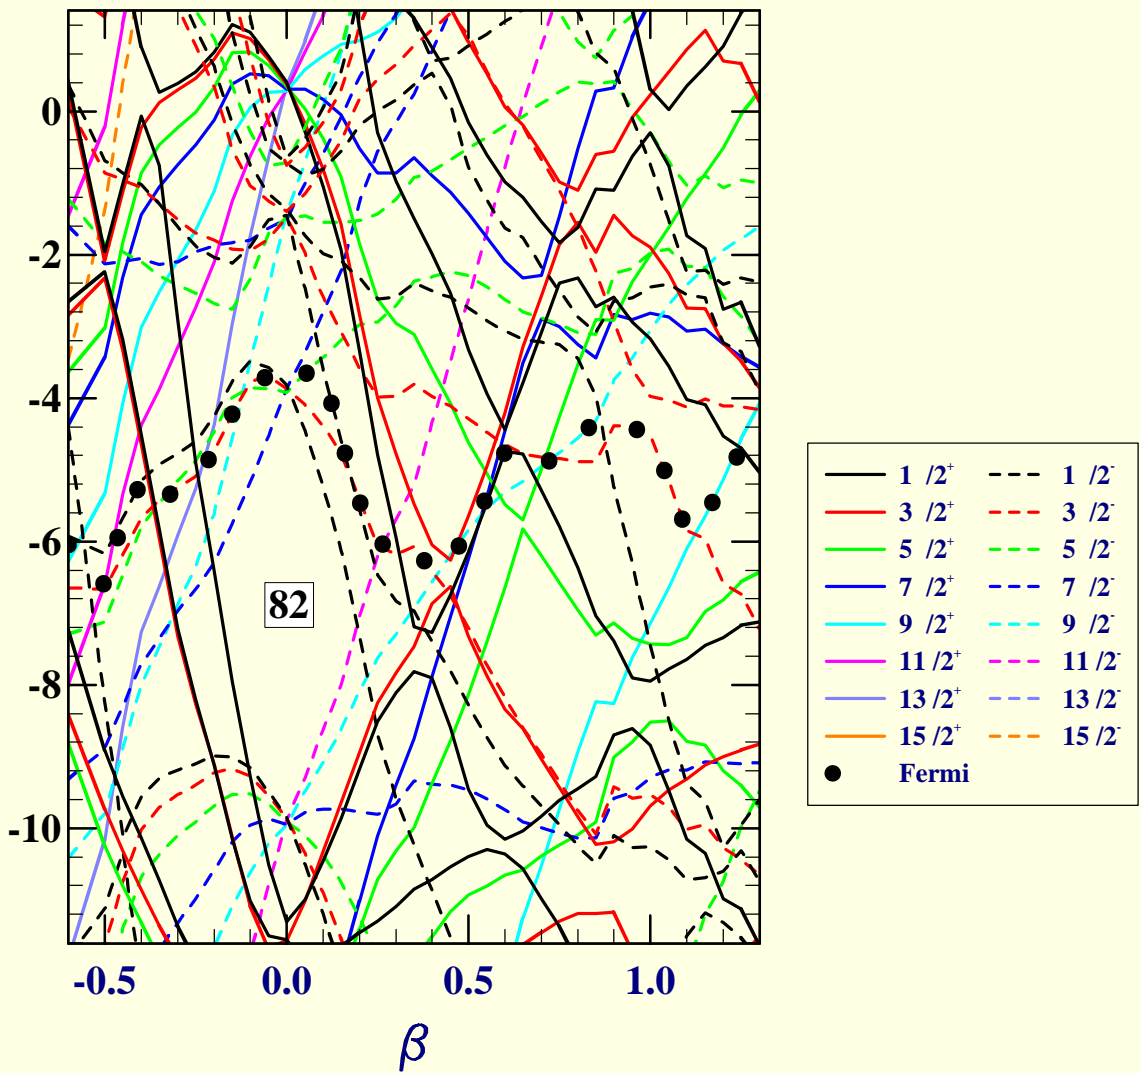 0
-2
-4
-6
-8
-10
82
-0.5 0.0 0.5 1.0
β
1 /2⁺ 1 /2⁻
3 /2⁺ 3 /2⁻
5 /2⁺ 5 /2⁻
7 /2⁺ 7 /2⁻
9 /2⁺ 9 /2⁻
11 /2⁺ 11 /2⁻
13 /2⁺ 13 /2⁻
15 /2⁺ 15 /2⁻
Fermi